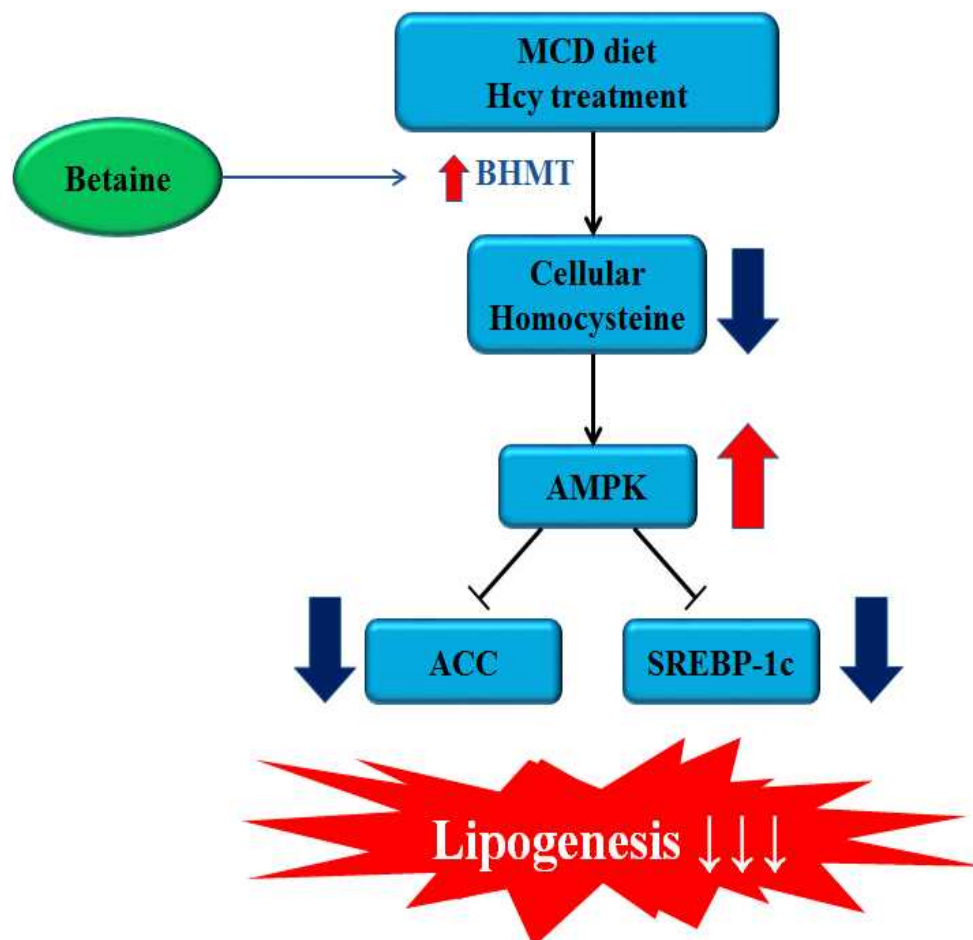 MCD diet
Hcy treatment
Betaine
BHMT
Cellular
Homocysteine
AMPK
ACC
SREBP-1c
Lipogenesis ↓↓↓